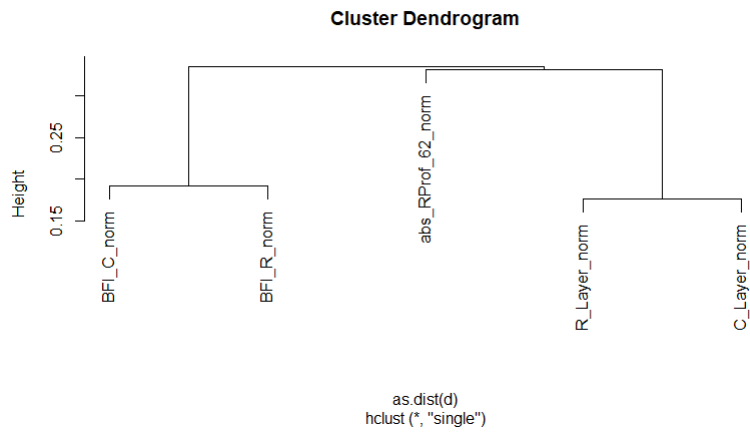 Cluster Dendrogram
Height
0.25
0.15
BFI_C_norm
BFI_R_norm
abs_RProf_62_norm
R_Layer_norm
C_Layer_norm
as.dist(d)
hclust (*, "single")